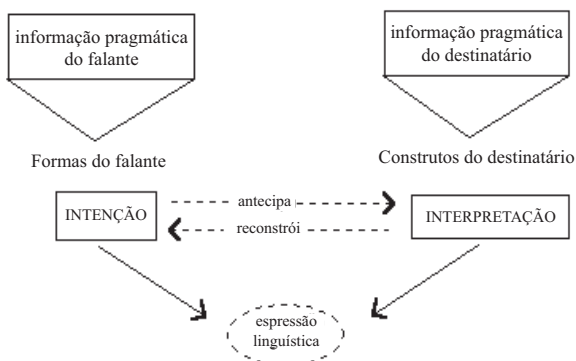 informação pragmática
do falante
informação pragmática
do destinatário
Formas do falante
Construtos do destinatário
INTENÇÃO
antecipa
reconstrói
INTERPRETAÇÃO
espressão
linguística